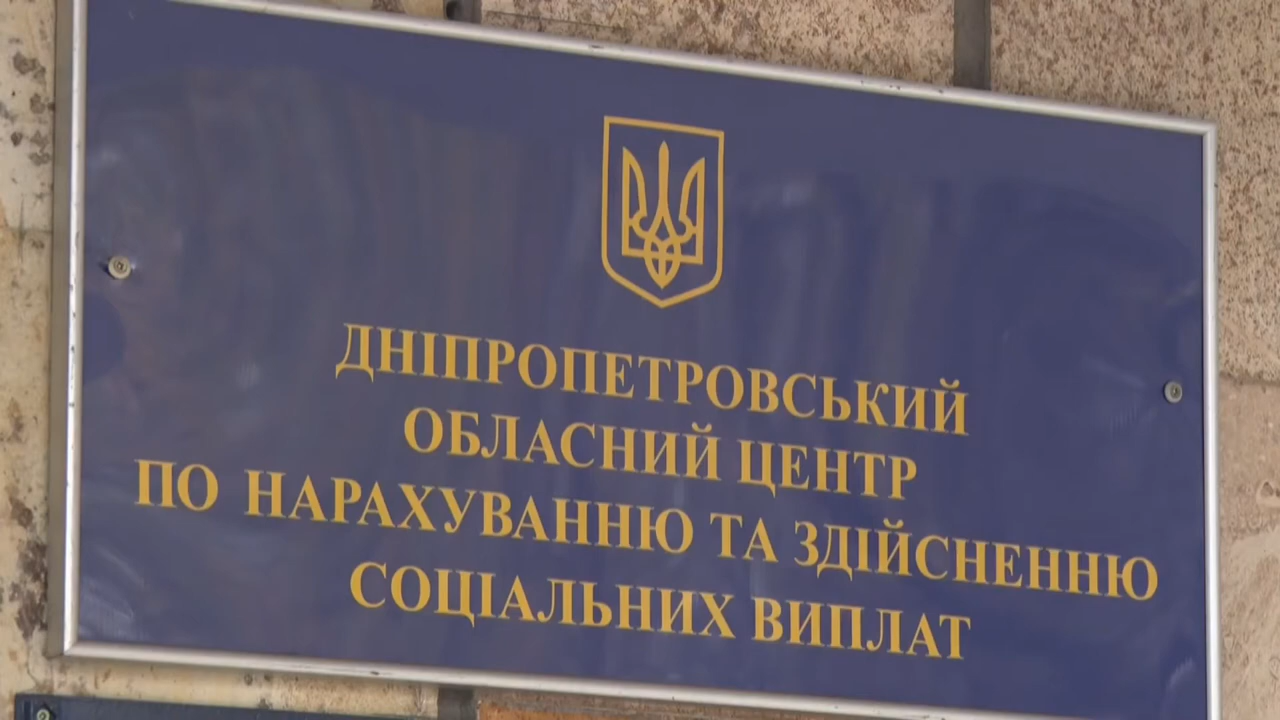 ДНІПРОПЕТРОВСЬКИЙ
ОБЛАСНИЙ ЦЕНТР
ПО НАРАХУВАННЮ ТА ЗДІЙСНЕННЮ
СОЦІАЛЬНИХ ВИПЛАТ